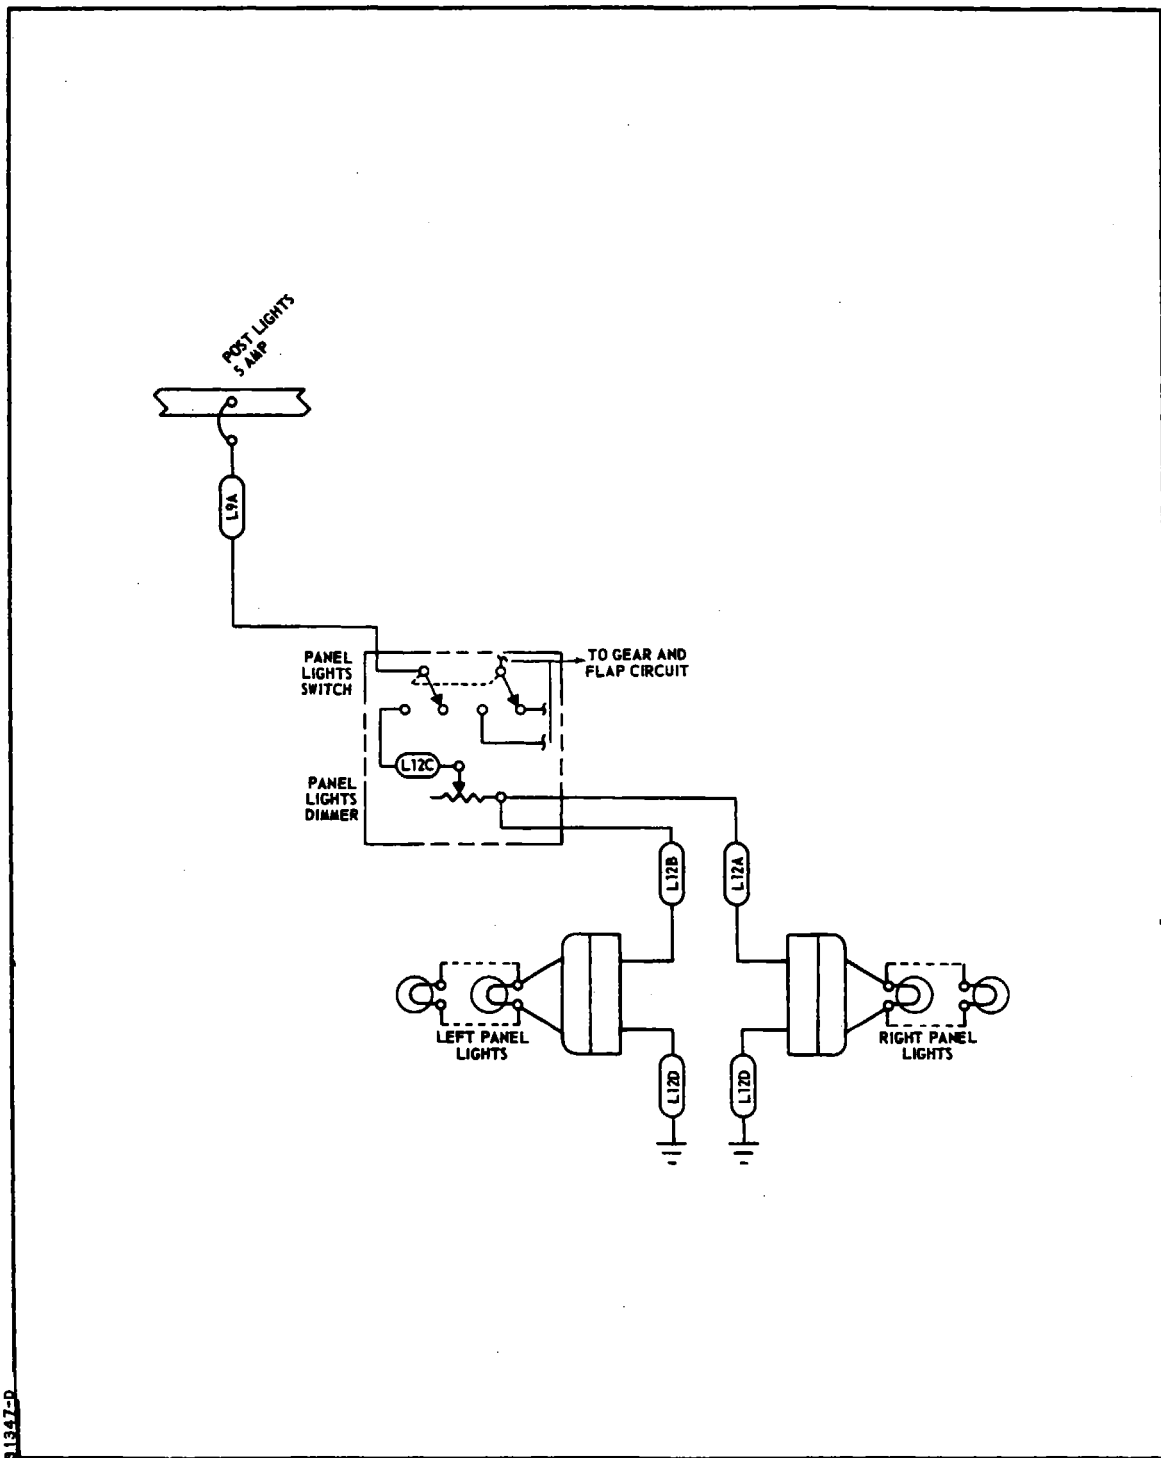 POST LIGHTS
5 AMP
L9A
PANEL
LIGHTS
SWITCH
TO GEAR AND
FLAP CIRCUIT
L12C
PANEL
LIGHTS
DIMMER
L12B
L12A
LEFT PANEL
LIGHTS
RIGHT PANEL
LIGHTS
L12D
L12D